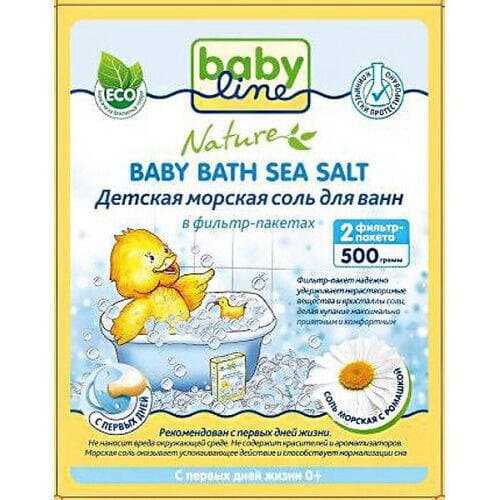 baby
line
ECO
КЛИНИЧЕСКИ ПРОТЕСТИРОВАНО
Nature
BABY BATH SEA SALT
Детская морская соль для ванн
в фильтр-пакетах
2 фильтр-
пакета
500 грамм
Фильтр-пакет надежно
удерживает нерастворимые
вещества и кристаллы соли,
делая купание максимально
приятным и комфортным
С ПЕРВЫХ ДНЕЙ
СОЛЬ МОРСКАЯ С РОМАШКОЙ
Рекомендован с первых дней жизни.
Не наносит вреда окружающей среде. Не содержит красителей и ароматизаторов.
Морская соль оказывает успокаивающее действие и способствует нормализации сна
С первых дней жизни 0+